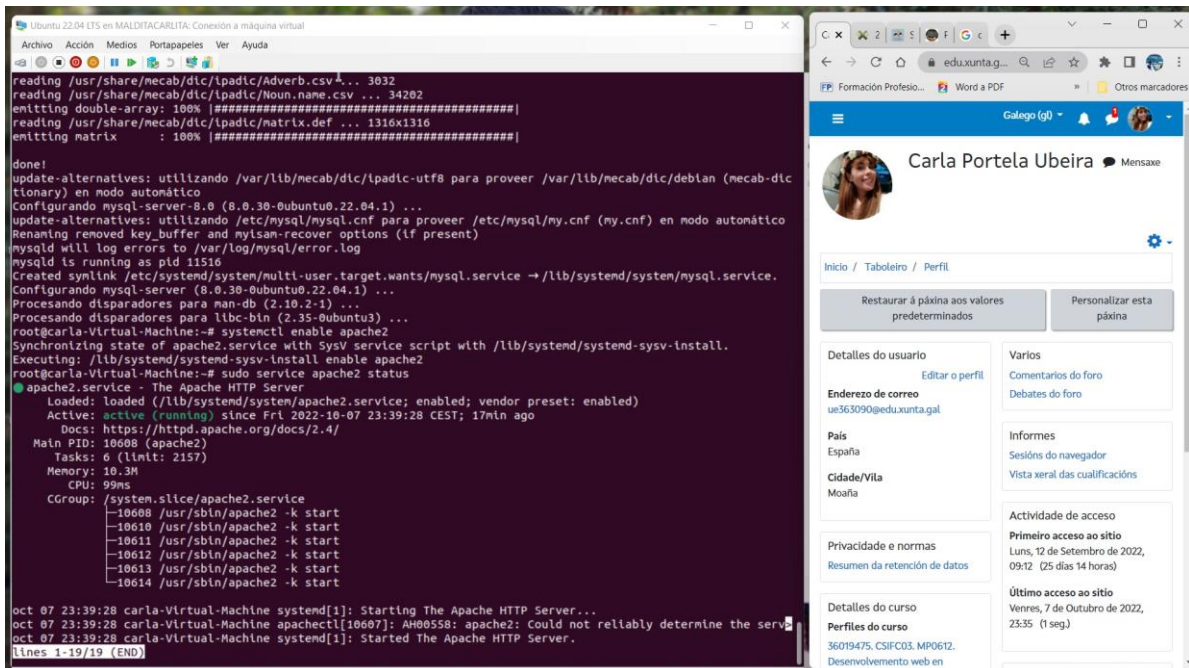 Ubuntu 22.04 LTS en MALDITACARLITA: Conexión a máquina virtual
Archivo Acción Medios Portapapeles Ver Ayuda
reading /usr/share/mecab/dic/ipadic/Adverb.csv ... 3032
reading /usr/share/mecab/dic/ipadic/Noun.name.csv ... 34202
emitting double-array: 100% |###########################################|
reading /usr/share/mecab/dic/ipadic/matrix.def ... 1316x1316
emitting matrix      : 100% |###########################################|
done!
update-alternatives: utilizando /var/lib/mecab/dic/ipadic-utf8 para proveer /var/lib/mecab/dic/debian (mecab-dic
tionary) en modo automático
Configurando mysql-server-8.0 (8.0.30-0ubuntu0.22.04.1) ...
update-alternatives: utilizando /etc/mysql/mysql.cnf para proveer /etc/mysql/my.cnf (my.cnf) en modo automático
Renaming removed key_buffer and myisam-recover options (if present)
mysqld will log errors to /var/log/mysql/error.log
mysqld is running as pid 11516
Created symlink /etc/systemd/system/multi-user.target.wants/mysql.service → /lib/systemd/system/mysql.service.
Configurando mysql-server (8.0.30-0ubuntu0.22.04.1) ...
Procesando disparadores para man-db (2.10.2-1) ...
Procesando disparadores para libc-bin (2.35-0ubuntu3) ...
root@carla-Virtual-Machine:~# systemctl enable apache2
Synchronizing state of apache2.service with SysV service script with /lib/systemd/systemd-sysv-install.
Executing: /lib/systemd/systemd-sysv-install enable apache2
root@carla-Virtual-Machine:~# sudo service apache2 status
● apache2.service - The Apache HTTP Server
Loaded: loaded (/lib/systemd/system/apache2.service; enabled; vendor preset: enabled)
Active: active (running) since Fri 2022-10-07 23:39:28 CEST; 17min ago
Docs: https://httpd.apache.org/docs/2.4/
Main PID: 10608 (apache2)
Tasks: 6 (limit: 2157)
Memory: 10.3M
CPU: 99ms
CGroup: /system.slice/apache2.service
├─10608 /usr/sbin/apache2 -k start
├─10610 /usr/sbin/apache2 -k start
├─10611 /usr/sbin/apache2 -k start
├─10612 /usr/sbin/apache2 -k start
├─10613 /usr/sbin/apache2 -k start
└─10614 /usr/sbin/apache2 -k start
oct 07 23:39:28 carla-Virtual-Machine systemd[1]: Starting The Apache HTTP Server...
oct 07 23:39:28 carla-Virtual-Machine apachectl[10607]: AH00558: apache2: Could not reliably determine the serv>
oct 07 23:39:28 carla-Virtual-Machine systemd[1]: Started The Apache HTTP Server.
lines 1-19/19 (END)
edu.xunta.g...
Formación Profesio... Word a PDF » Otros marcadores
Galego (gl)
Carla Portela Ubeira Mensaxe
Inicio / Taboleiro / Perfil
Restaurar á páxina aos valores
predeterminados
Personalizar esta
páxina
Detalles do usuario
Editar o perfil
Enderezo de correo
ue363090@edu.xunta.gal
País
España
Cidade/Vila
Moaña
Privacidade e normas
Resumen da retención de datos
Detalles do curso
Perfiles do curso
36019475. CSIFC03. MP0612.
Desenvolvemento web en
Varios
Comentarios do foro
Debates do foro
Informes
Sesións do navegador
Vista xeral das cualificacións
Actividade de acceso
Primeiro acceso ao sitio
Luns, 12 de Setembro de 2022,
09:12 (25 días 14 horas)
Último acceso ao sitio
Venres, 7 de Outubro de 2022,
23:35 (1 seg.)